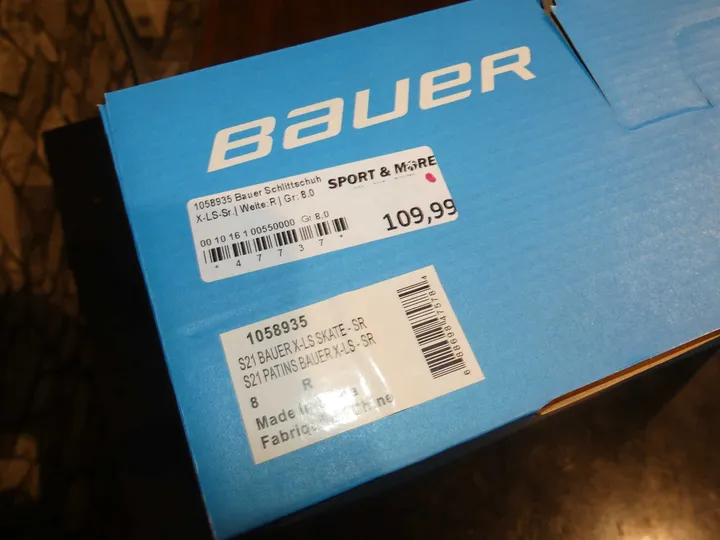 BAUER
1058935 Bauer Schlittschuh
X-LS-Sr.| Weite:R | Gr: 8,0
SPORT & MORE
00 10 16 1 00550000 Gr 8,0
* 4 7 7 3 7 *
109,99
1058935
S21 BAUER X-LS SKATE - SR
S21 PATINS BAUER X-LS - SR
8 R
Made in